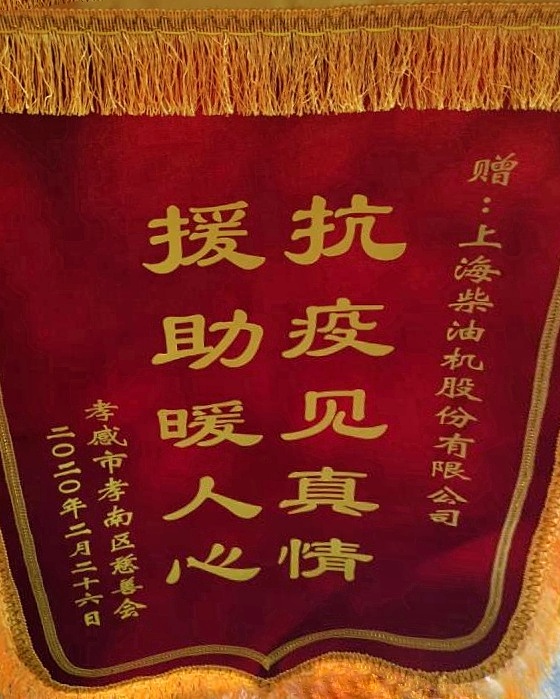 赠：上海柴油机股份有限公司
抗疫见真情
援助暖人心
孝感市孝南区慈善会
二〇二〇年二月二十六日